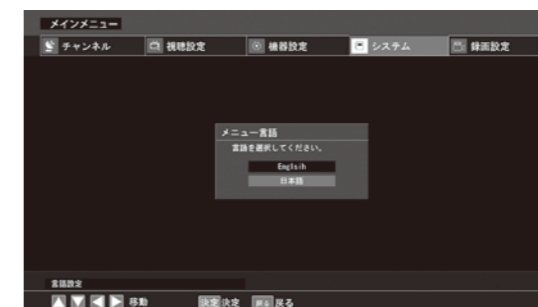 メインメニュー
チャンネル 視聴設定 機器設定 システム 録画設定
メニュー言語
言語を選択してください。
Englsih
日本語
言語設定
移動 決定 決定 戻る 戻る